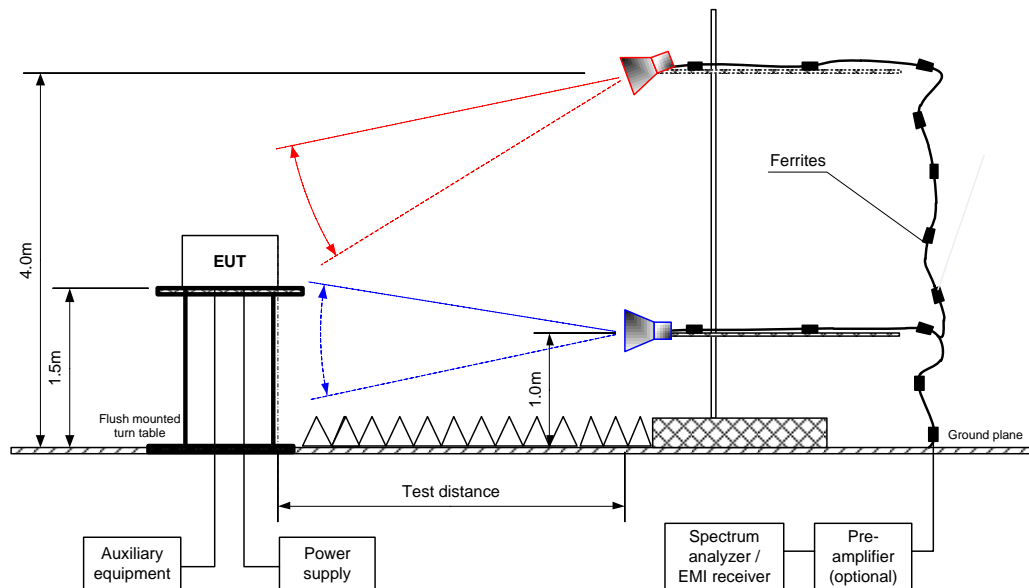 Ferrites
4.0m
EUT
1.5m
1.0m
Flush mounted
turn table
Ground plane
Test distance
Auxiliary
equipment
Power
supply
Spectrum
analyzer /
EMI receiver
Pre-
amplifier
(optional)